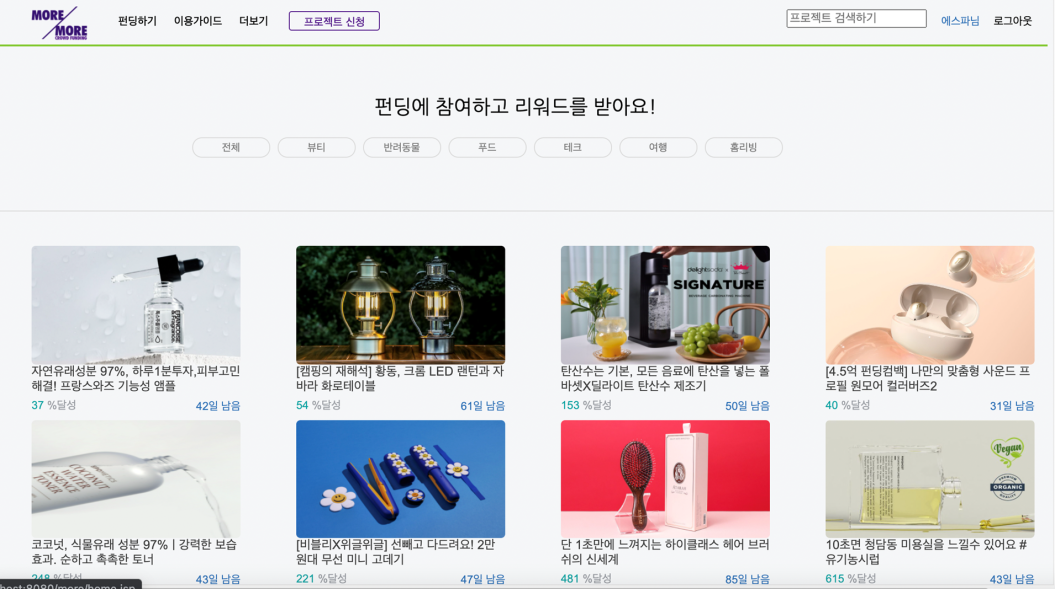 MORE
MORE
CROWD FUNDING
펀딩하기 이용가이드 더보기 프로젝트 신청 프로젝트 검색하기 에스파님 로그아웃
펀딩에 참여하고 리워드를 받아요!
전체 뷰티 반려동물 푸드 테크 여행 홈리빙
delightsoda x
SIGNATURE
자연유래성분 97%, 하루1분투자,피부고민
해결! 프랑스와즈 기능성 앰플
37 %달성 42일 남음
[캠핑의 재해석] 황동, 크롬 LED 랜턴과 자
바라 화로테이블
54 %달성 61일 남음
탄산수는 기본, 모든 음료에 탄산을 넣는 폴
바셋X딜라이트 탄산수 제조기
153 %달성 50일 남음
[4.5억 펀딩컴백] 나만의 맞춤형 사운드 프
로필 원모어 컬러버즈2
40 %달성 31일 남음
COCONUT
ESSENCE
TONER
Vegan
ORGANIC
코코넛, 식물유래 성분 97%ㅣ강력한 보습
효과. 순하고 촉촉한 토너
248 %달성 43일 남음
[비블리X위글위글] 선빼고 다드려요! 2만
원대 무선 미니 고데기
221 %달성 47일 남음
단 1초만에 느껴지는 하이클래스 헤어 브러
쉬의 신세계
481 %달성 85일 남음
10초면 청담동 미용실을 느낄수 있어요 #
유기농시럽
615 %달성 43일 남음
host:8080/more/home.jsp